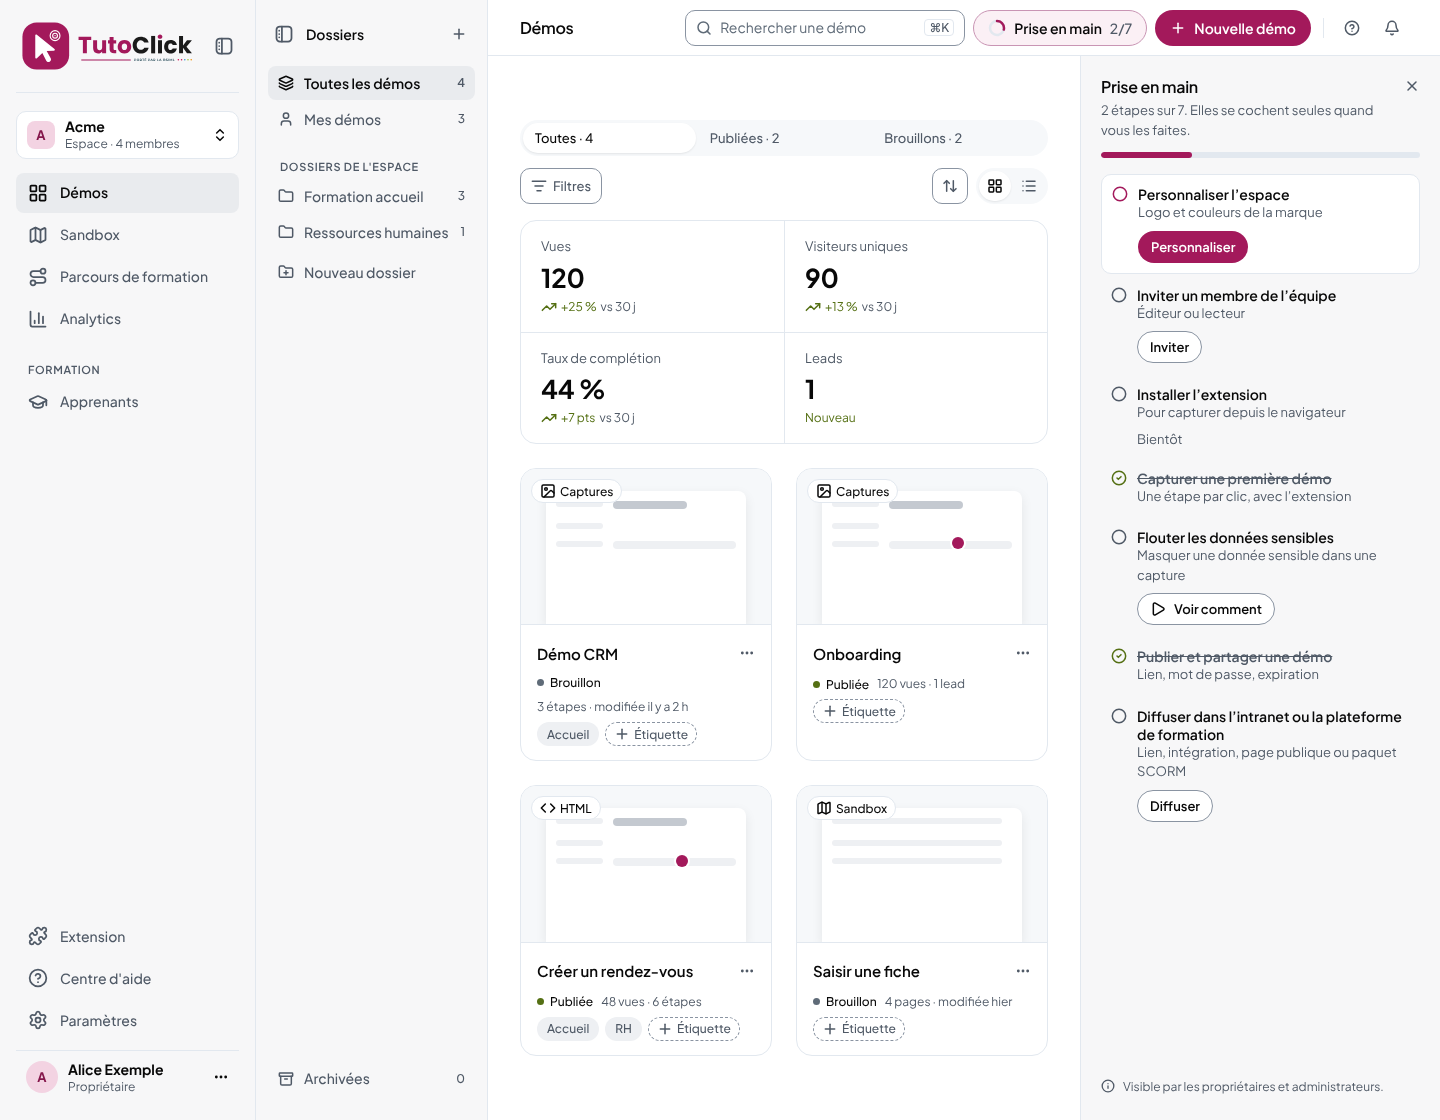 TutoClick
Acme
A
Espace · 4 membres
Démos
Sandbox
Parcours de formation
Analytics
FORMATION
Apprenants
Extension
Centre d'aide
Paramètres
A
Alice Exemple
Propriétaire
Dossiers
Toutes les démos 4
Mes démos 3
DOSSIERS DE L'ESPACE
Formation accueil 3
Ressources humaines 1
Nouveau dossier
Archivées 0
Démos
Rechercher une démo ⌘K
Prise en main 2/7
Nouvelle démo
Toutes · 4
Publiées · 2
Brouillons · 2
Filtres
Vues
120
+25 % vs 30 j
Visiteurs uniques
90
+13 % vs 30 j
Taux de complétion
44 %
+7 pts vs 30 j
Leads
1
Nouveau
Captures
Démo CRM
Brouillon
3 étapes · modifiée il y a 2 h
Accueil
Étiquette
Captures
Onboarding
Publiée 120 vues · 1 lead
Étiquette
HTML
Créer un rendez-vous
Publiée 48 vues · 6 étapes
Accueil
RH
Étiquette
Sandbox
Saisir une fiche
Brouillon 4 pages · modifiée hier
Étiquette
Prise en main
2 étapes sur 7. Elles se cochent seules quand
vous les faites.
Personnaliser l’espace
Logo et couleurs de la marque
Personnaliser
Inviter un membre de l’équipe
Éditeur ou lecteur
Inviter
Installer l’extension
Pour capturer depuis le navigateur
Bientôt
Capturer une première démo
Une étape par clic, avec l’extension
Flouter les données sensibles
Masquer une donnée sensible dans une
capture
Voir comment
Publier et partager une démo
Lien, mot de passe, expiration
Diffuser dans l’intranet ou la plateforme
de formation
Lien, intégration, page publique ou paquet
SCORM
Diffuser
Visible par les propriétaires et administrateurs.